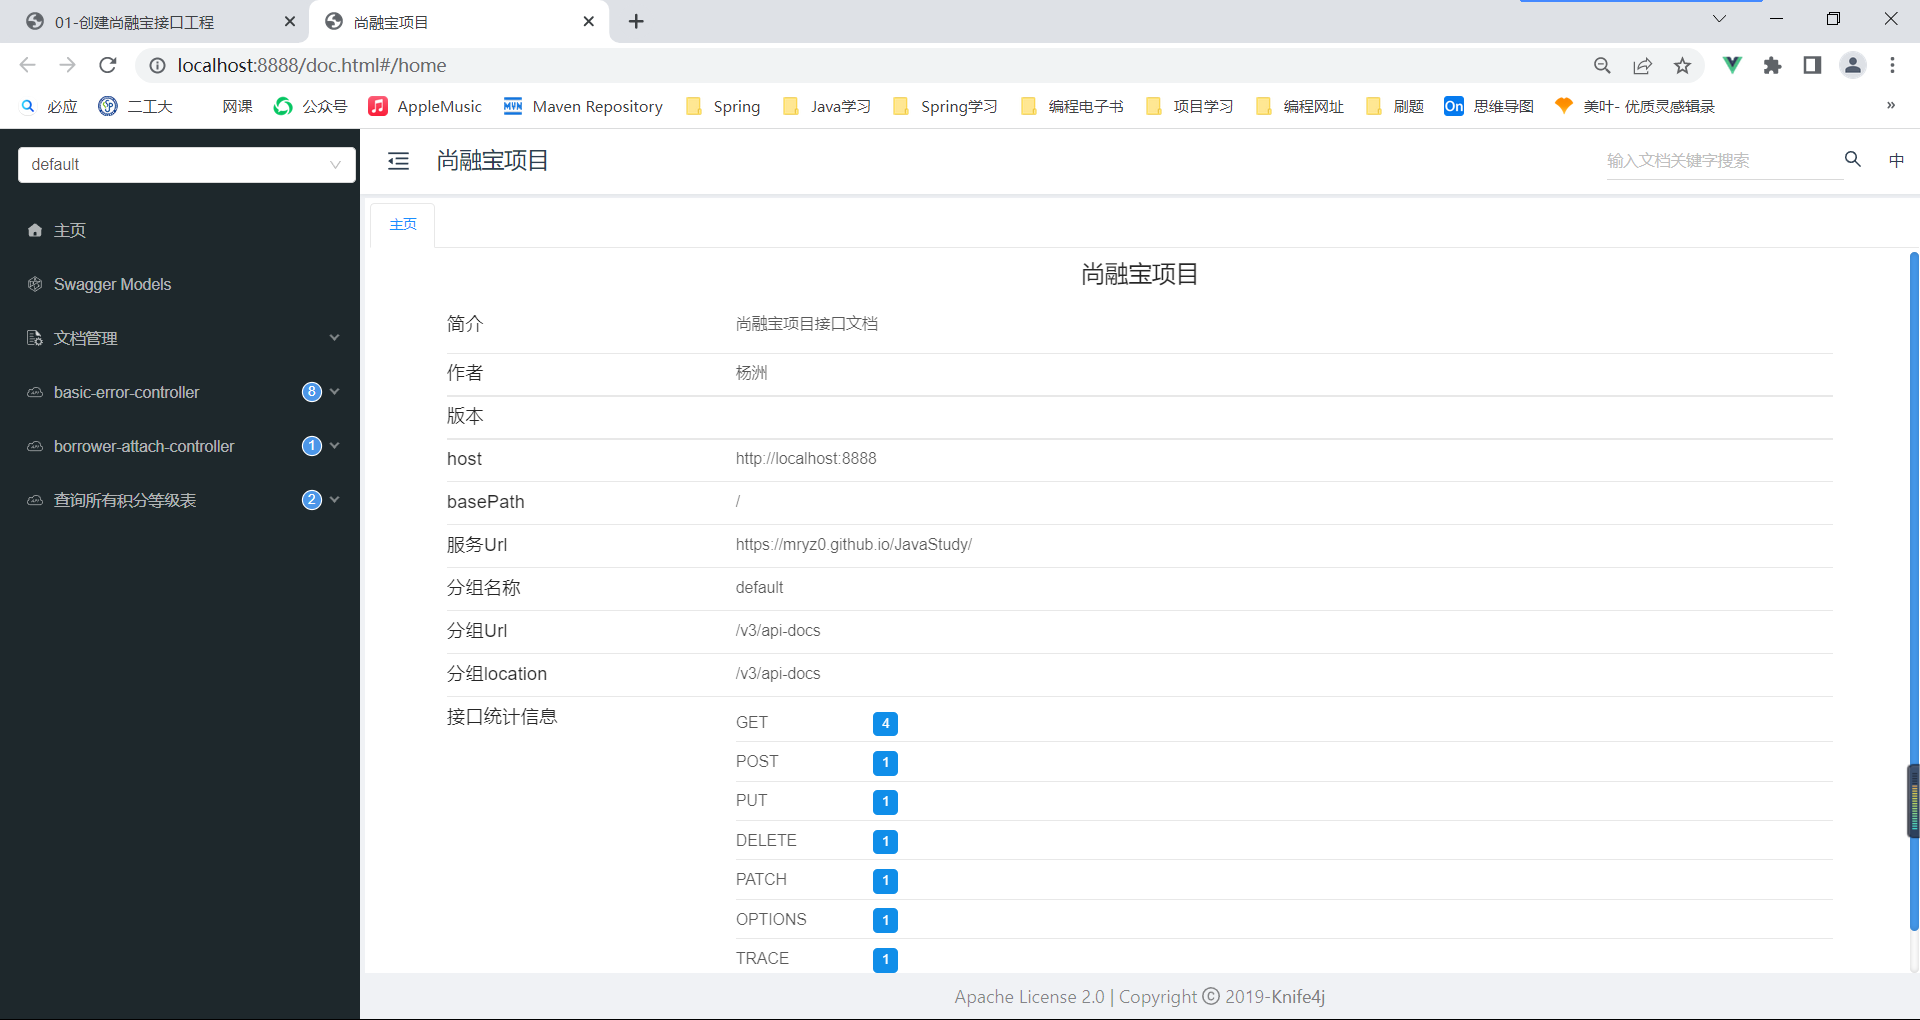 01-创建尚融宝接口工程
尚融宝项目
localhost:8888/doc.html#/home
必应 二工大 网课 公众号 AppleMusic Maven Repository Spring Java学习 Spring学习 编程电子书 项目学习 编程网址 刷题 On 思维导图 美叶- 优质灵感辑录 »
default
尚融宝项目
输入文档关键字搜索
中
主页
Swagger Models
文档管理
basic-error-controller 8
borrower-attach-controller 1
查询所有积分等级表 2
主页
尚融宝项目
简介 尚融宝项目接口文档
作者 杨洲
版本
host http://localhost:8888
basePath /
服务Url https://mryz0.github.io/JavaStudy/
分组名称 default
分组Url /v3/api-docs
分组location /v3/api-docs
接口统计信息
GET 4
POST 1
PUT 1
DELETE 1
PATCH 1
OPTIONS 1
TRACE 1
Apache License 2.0 | Copyright © 2019-Knife4j